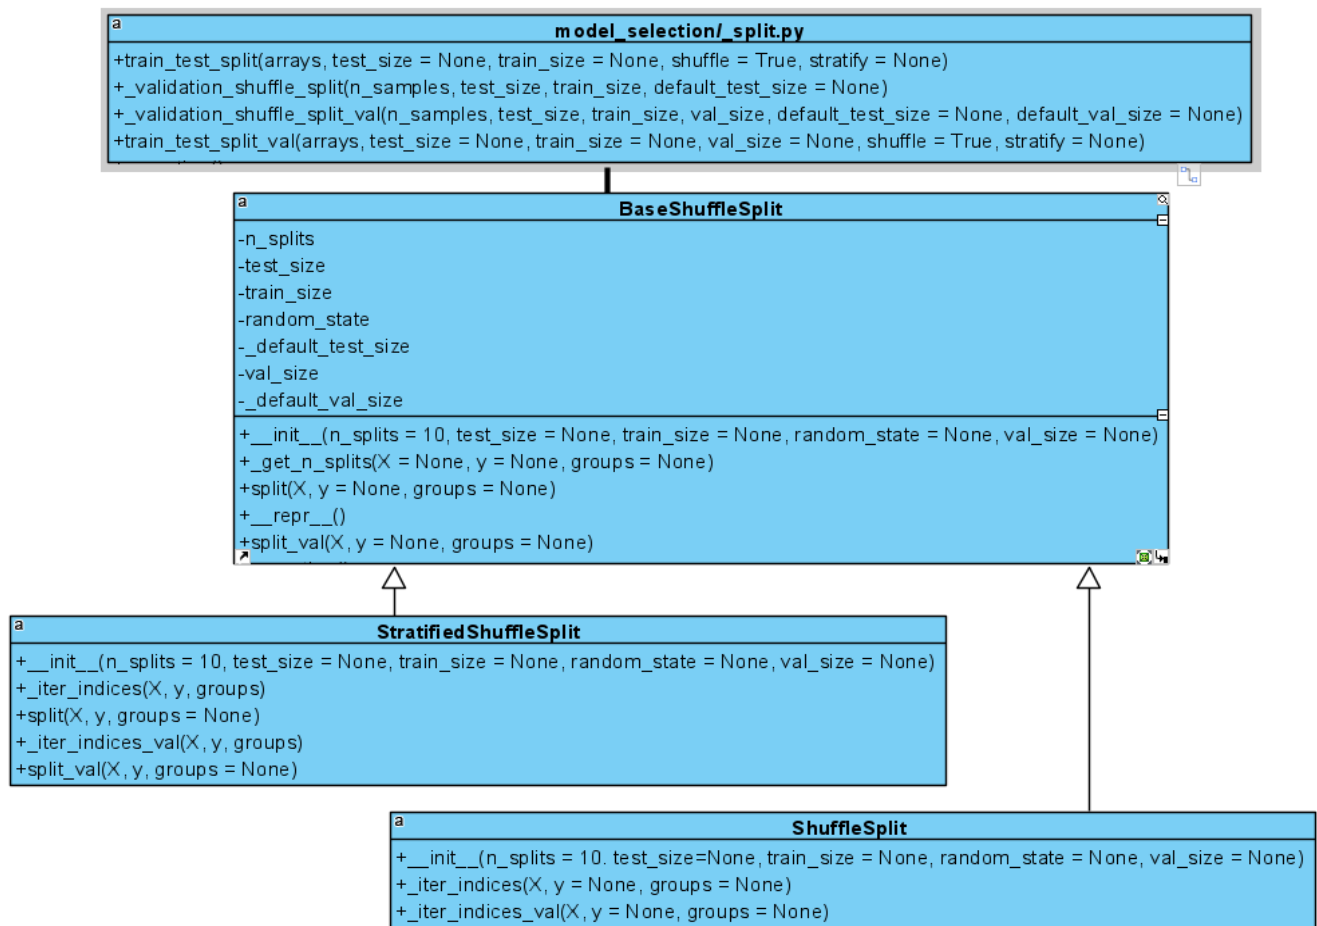 a
model_selection/_split.py
+train_test_split(arrays, test_size = None, train_size = None, shuffle = True, stratify = None)
+_validation_shuffle_split(n_samples, test_size, train_size, default_test_size = None)
+_validation_shuffle_split_val(n_samples, test_size, train_size, val_size, default_test_size = None, default_val_size = None)
+train_test_split_val(arrays, test_size = None, train_size = None, val_size = None, shuffle = True, stratify = None)
a
BaseShuffleSplit
-n_splits
-test_size
-train_size
-random_state
-_default_test_size
-val_size
-_default_val_size
+__init__(n_splits = 10, test_size = None, train_size = None, random_state = None, val_size = None)
+_get_n_splits(X = None, y = None, groups = None)
+split(X, y = None, groups = None)
+__repr__()
+split_val(X, y = None, groups = None)
a
StratifiedShuffleSplit
+__init__(n_splits = 10, test_size = None, train_size = None, random_state = None, val_size = None)
+_iter_indices(X, y, groups)
+split(X, y, groups = None)
+_iter_indices_val(X, y, groups)
+split_val(X, y, groups = None)
a
ShuffleSplit
+__init__(n_splits = 10. test_size=None, train_size = None, random_state = None, val_size = None)
+_iter_indices(X, y = None, groups = None)
+_iter_indices_val(X, y = None, groups = None)